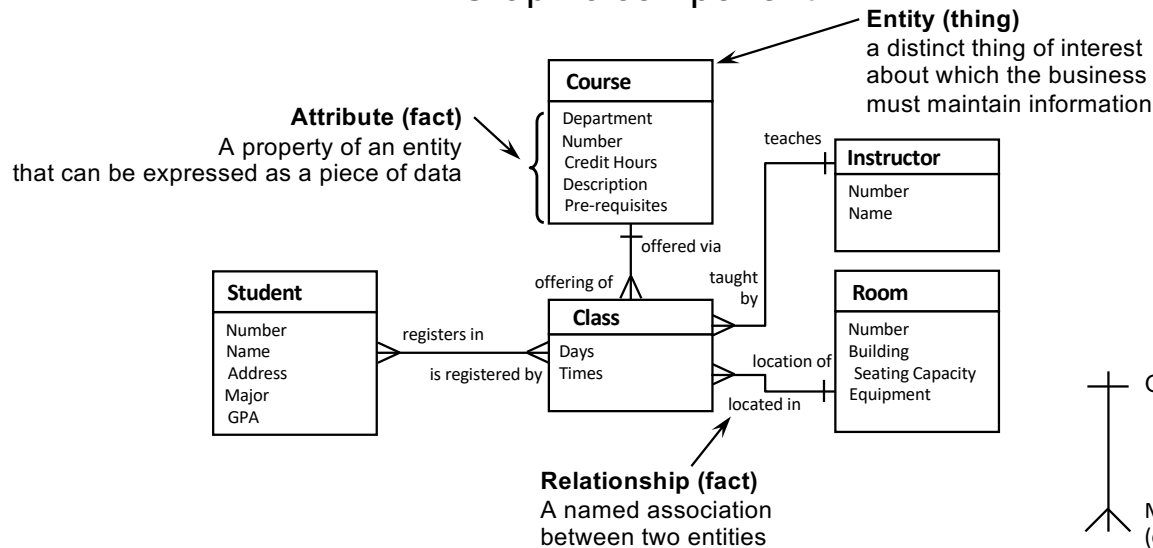 Entity (thing)
a distinct thing of interest
about which the business
must maintain information
Course
Department
Number
Credit Hours
Description
Pre-requisites
Attribute (fact)
A property of an entity
that can be expressed as a piece of data
teaches
Instructor
Number
Name
offered via
offering of
taught
by
Student
Number
Name
Address
Major
GPA
registers in
is registered by
Class
Days
Times
Room
Number
Building
Seating Capacity
Equipment
location of
located in
Relationship (fact)
A named association
between two entities